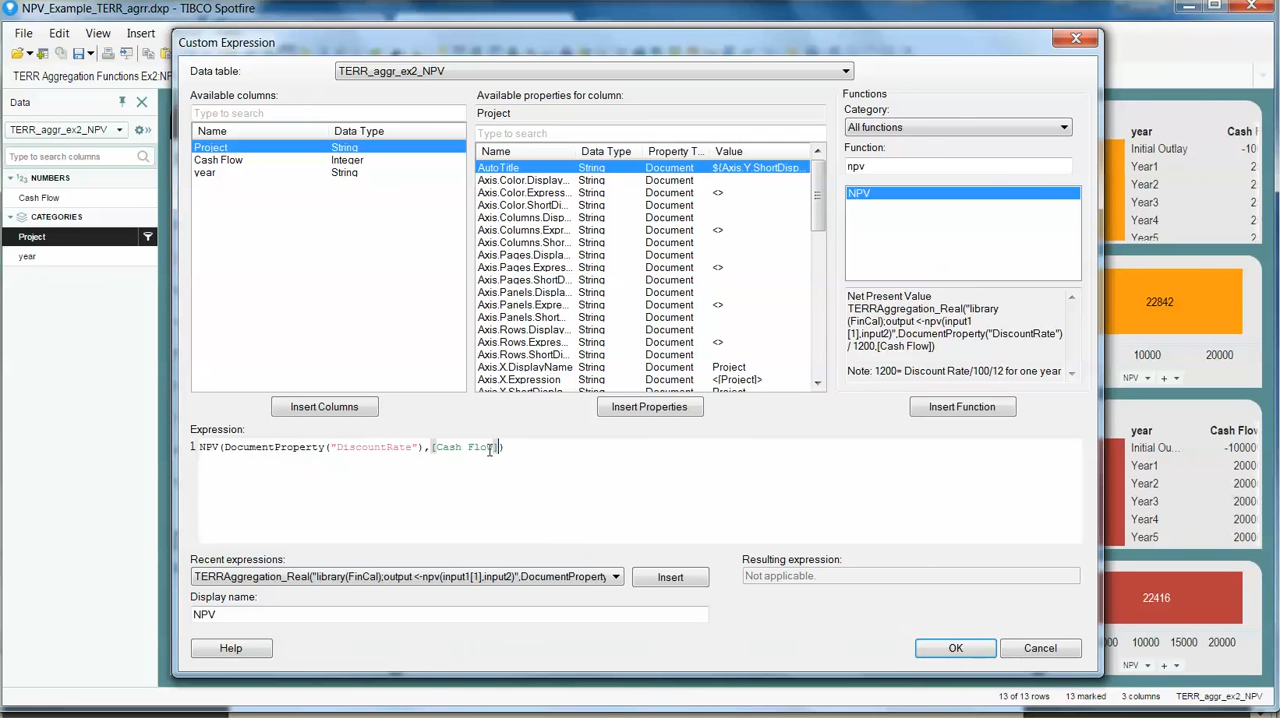 NPV_Example_TERR_agrr.dxp - TIBCO Spotfire
File Edit View Insert
TERR Aggregation Functions Ex2:NP
Data
TERR_aggr_ex2_NPV
Type to search columns
NUMBERS
Cash Flow
CATEGORIES
Project
year
Custom Expression
Data table: TERR_aggr_ex2_NPV
Available columns:
Type to search
Name Data Type
Project String
Cash Flow Integer
year String
Insert Columns
Available properties for column:
Project
Type to search
Name Data Type Property T... Value
AutoTitle String Document ${Axis.Y.ShortDisp...
Axis.Color.Display... String Document
Axis.Color.Express... String Document <>
Axis.Color.ShortDi... String Document
Axis.Columns.Disp... String Document
Axis.Columns.Expr... String Document <>
Axis.Columns.Shor... String Document
Axis.Pages.Displa... String Document
Axis.Pages.Expres... String Document <>
Axis.Pages.ShortD... String Document
Axis.Panels.Displa... String Document
Axis.Panels.Expre... String Document <>
Axis.Panels.Short... String Document
Axis.Rows.Display... String Document
Axis.Rows.Expres... String Document <>
Axis.Rows.ShortDi... String Document
Axis.X.DisplayName String Document Project
Axis.X.Expression String Document <[Project]>
Axis.X.ShortDispla... String Document Project
Insert Properties
Functions
Category:
All functions
Function:
npv
NPV
Net Present Value
TERRAggregation_Real("library
(FinCal);output <-npv(input1
[1],input2)",DocumentProperty("DiscountRate")
/ 1200.[Cash Flow])
Note: 1200= Discount Rate/100/12 for one year
Insert Function
Expression:
1 NPV(DocumentProperty("DiscountRate"),[Cash Flow])
Recent expressions:
TERRAggregation_Real("library(FinCal);output <-npv(input1[1],input2)",DocumentProperty
Insert
Resulting expression:
Not applicable.
Display name:
NPV
Help
OK
Cancel
year Cash F
Initial Outlay -10
Year1 2
Year2 2
Year3 2
Year4 2
Year5 2
22842
10000 20000
NPV
year Cash Flow
Initial Ou... -10000
Year1 2000
Year2 2000
Year3 2000
Year4 2000
Year5 2000
22416
10000 15000 20000
NPV
13 of 13 rows 13 marked 3 columns TERR_aggr_ex2_NPV